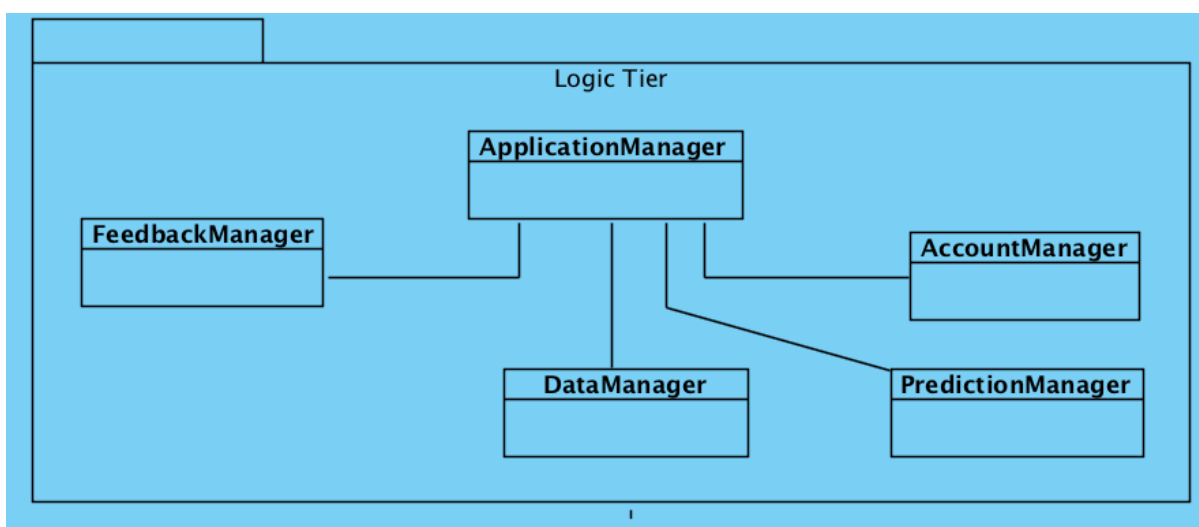 Logic Tier
ApplicationManager
FeedbackManager
AccountManager
DataManager
PredictionManager